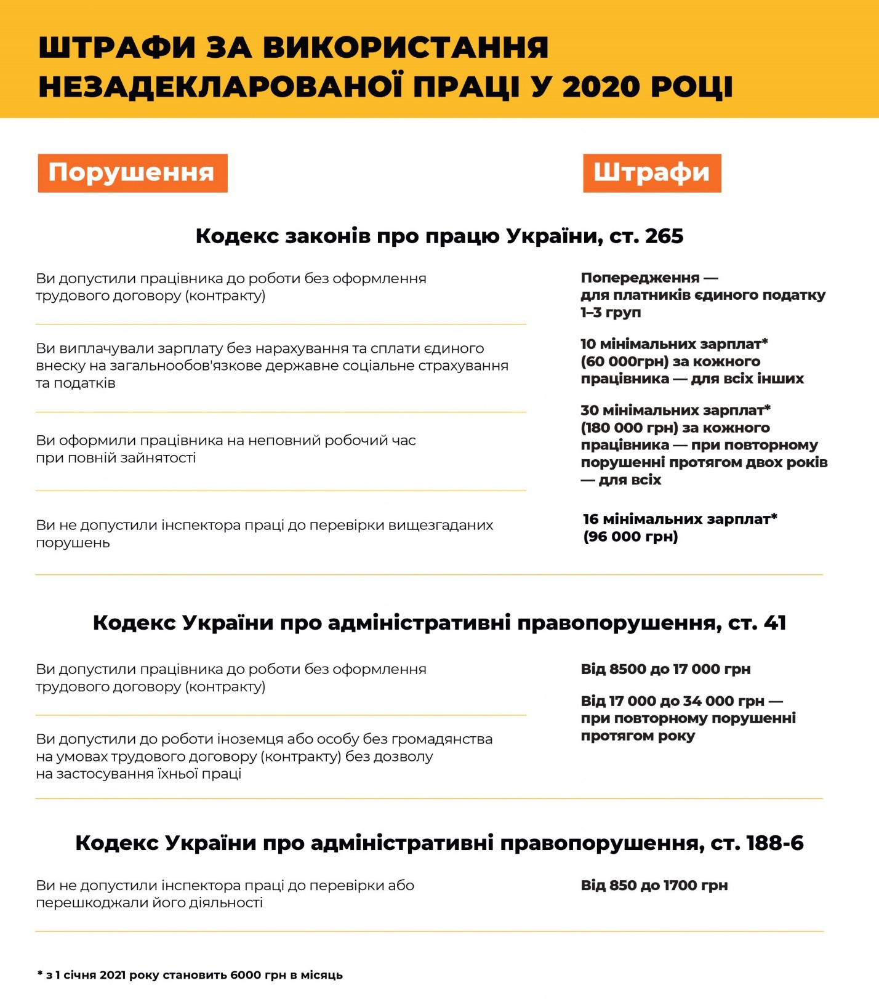 ШТРАФИ ЗА ВИКОРИСТАННЯ
НЕЗАДЕКЛАРОВАНОЇ ПРАЦІ У 2020 РОЦІ
Порушення
Штрафи
Кодекс законів про працю України, ст. 265
Ви допустили працівника до роботи без оформлення
трудового договору (контракту)
Ви виплачували зарплату без нарахування та сплати єдиного
внеску на загальнообов'язкове державне соціальне страхування
та податків
Ви оформили працівника на неповний робочий час
при повній зайнятості
Попередження —
для платників єдиного податку
1–3 груп
10 мінімальних зарплат*
(60 000грн) за кожного
працівника — для всіх інших
30 мінімальних зарплат*
(180 000 грн) за кожного
працівника — при повторному
порушенні протягом двох років
— для всіх
Ви не допустили інспектора праці до перевірки вищезгаданих
порушень
16 мінімальних зарплат*
(96 000 грн)
Кодекс України про адміністративні правопорушення, ст. 41
Ви допустили працівника до роботи без оформлення
трудового договору (контракту)
Ви допустили до роботи іноземця або особу без громадянства
на умовах трудового договору (контракту) без дозволу
на застосування їхньої праці
Від 8500 до 17 000 грн
Від 17 000 до 34 000 грн —
при повторному порушенні
протягом року
Кодекс України про адміністративні правопорушення, ст. 188-6
Ви не допустили інспектора праці до перевірки або
перешкоджали його діяльності
Від 850 до 1700 грн
* з 1 січня 2021 року становить 6000 грн в місяць